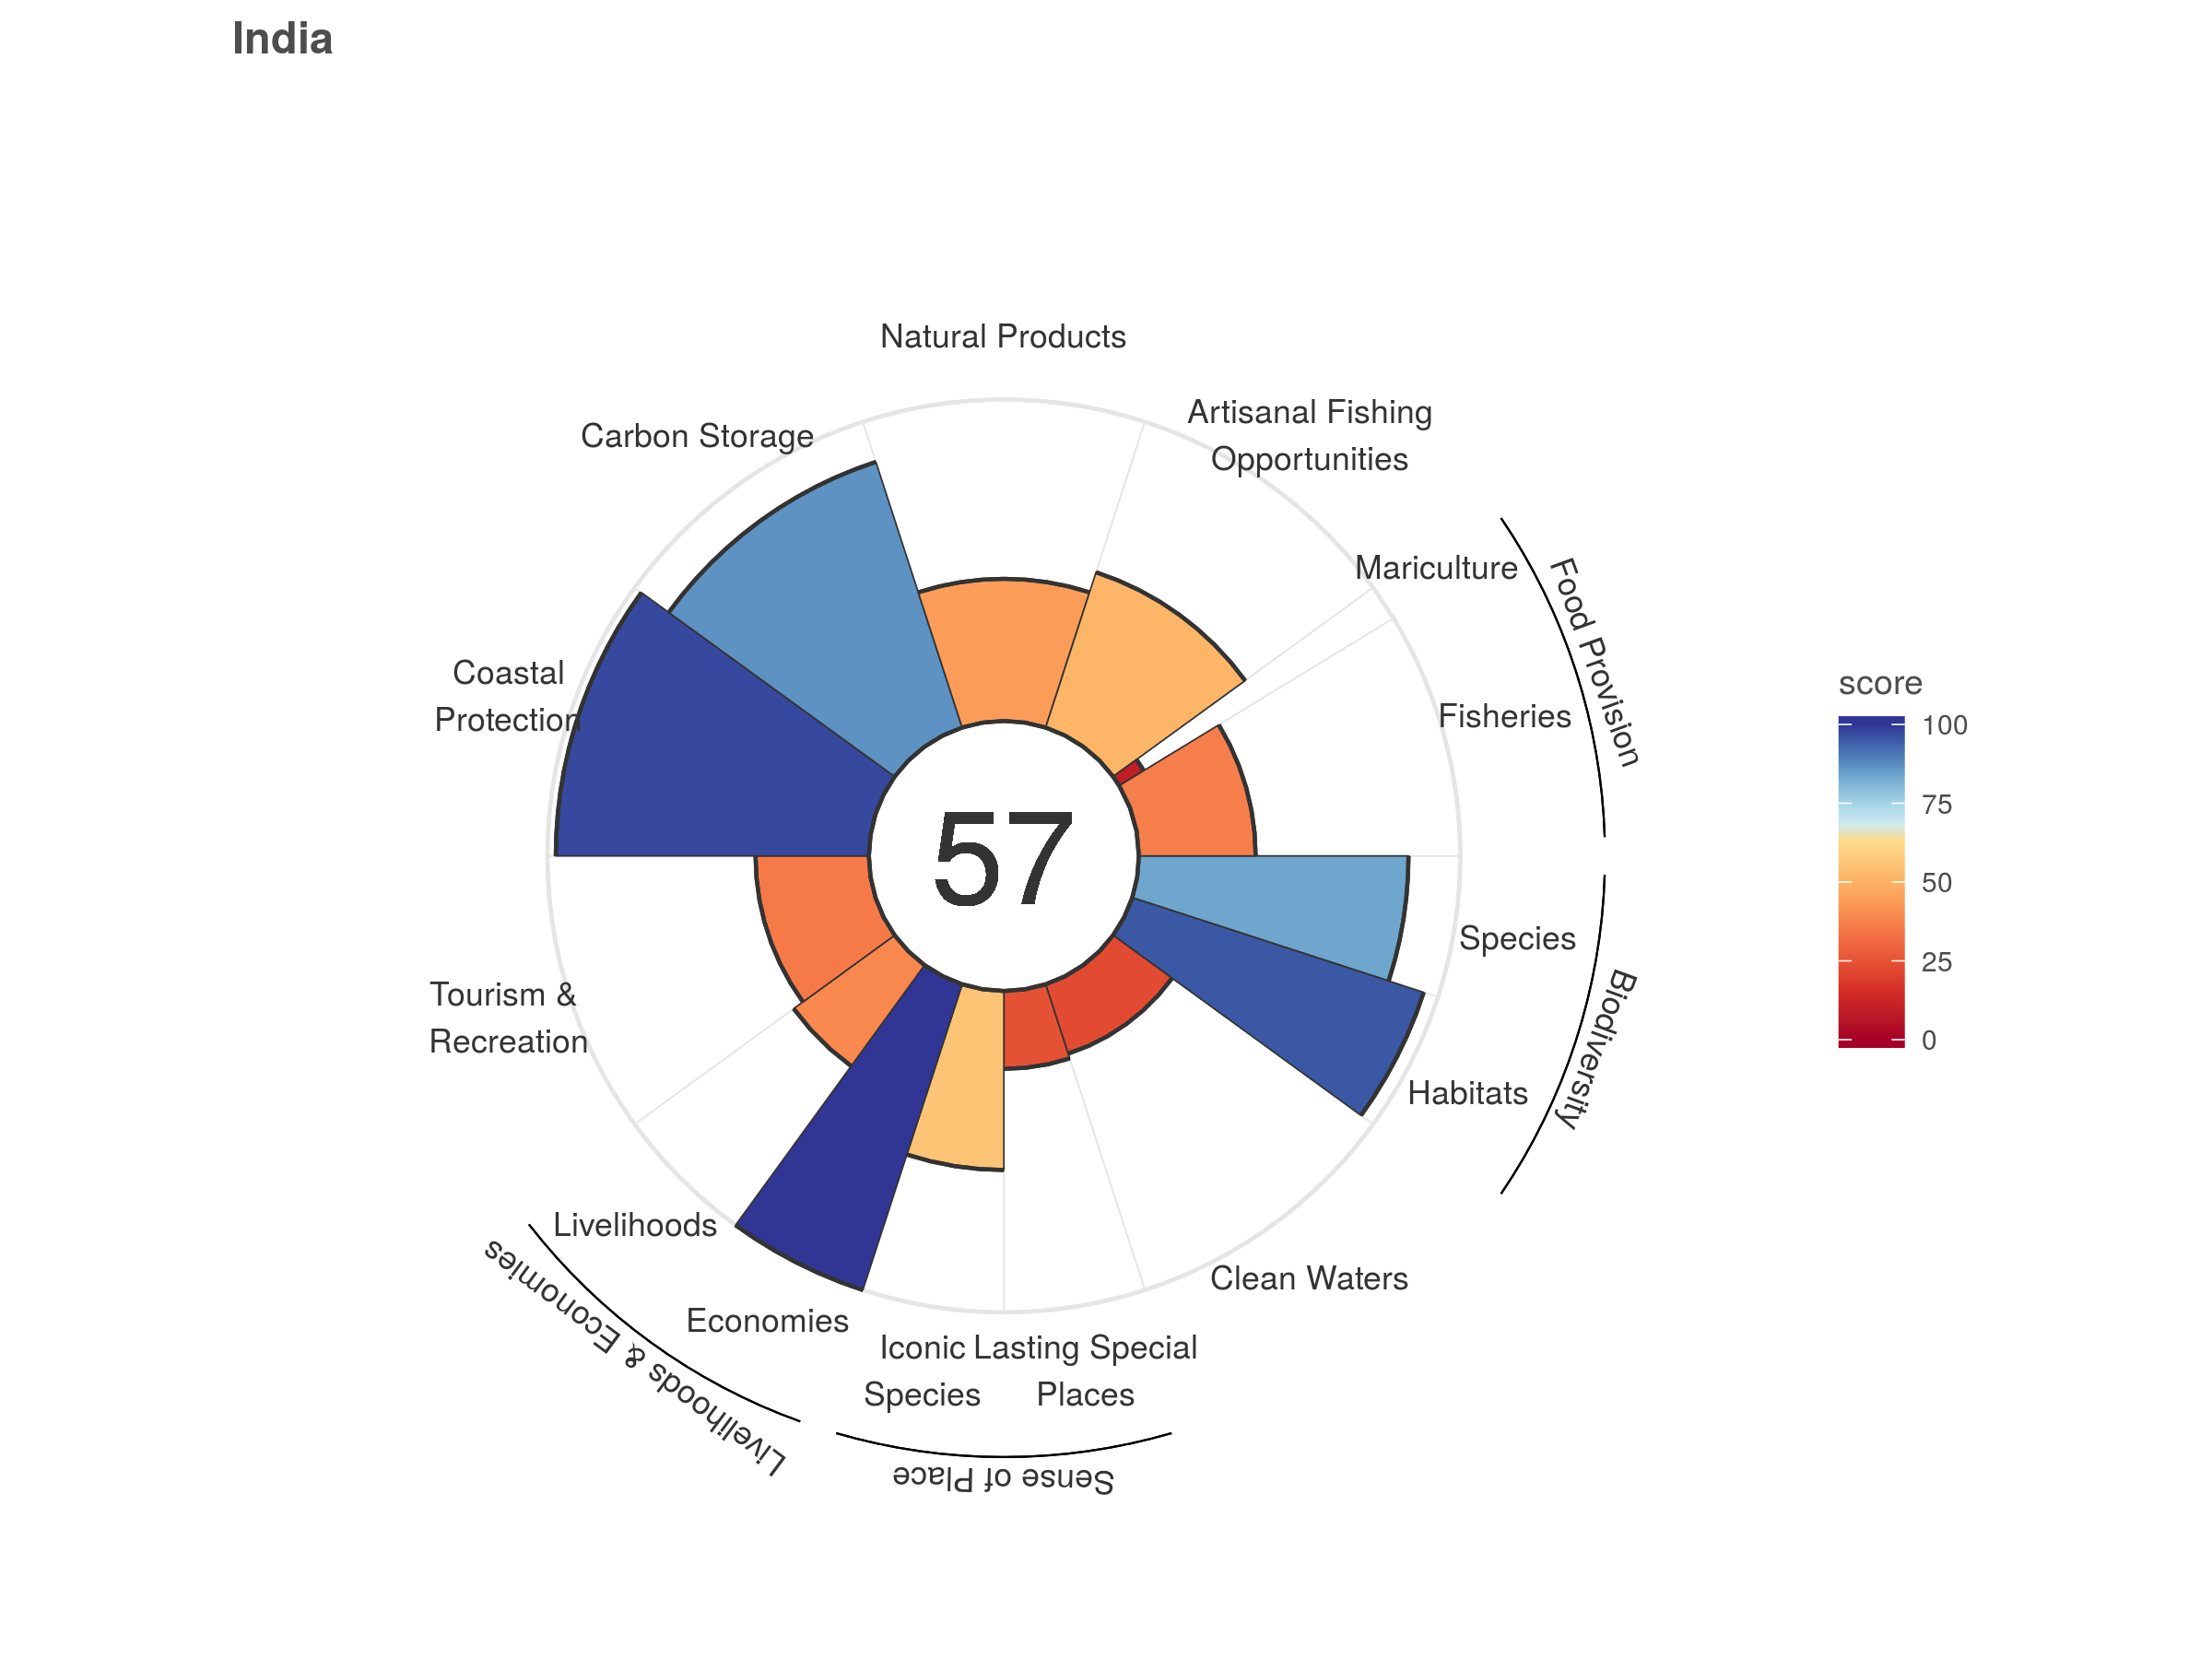 India
Natural Products
Artisanal Fishing
Opportunities
Carbon Storage
Mariculture
Food Provision
Fisheries
Coastal
Protection
57
score
100
75
50
25
0
Species
Biodiversity
Habitats
Tourism &
Recreation
Livelihoods
Livelihoods & Economies
Economies
Clean Waters
Iconic
Species
Lasting Special
Places
Sense of Place